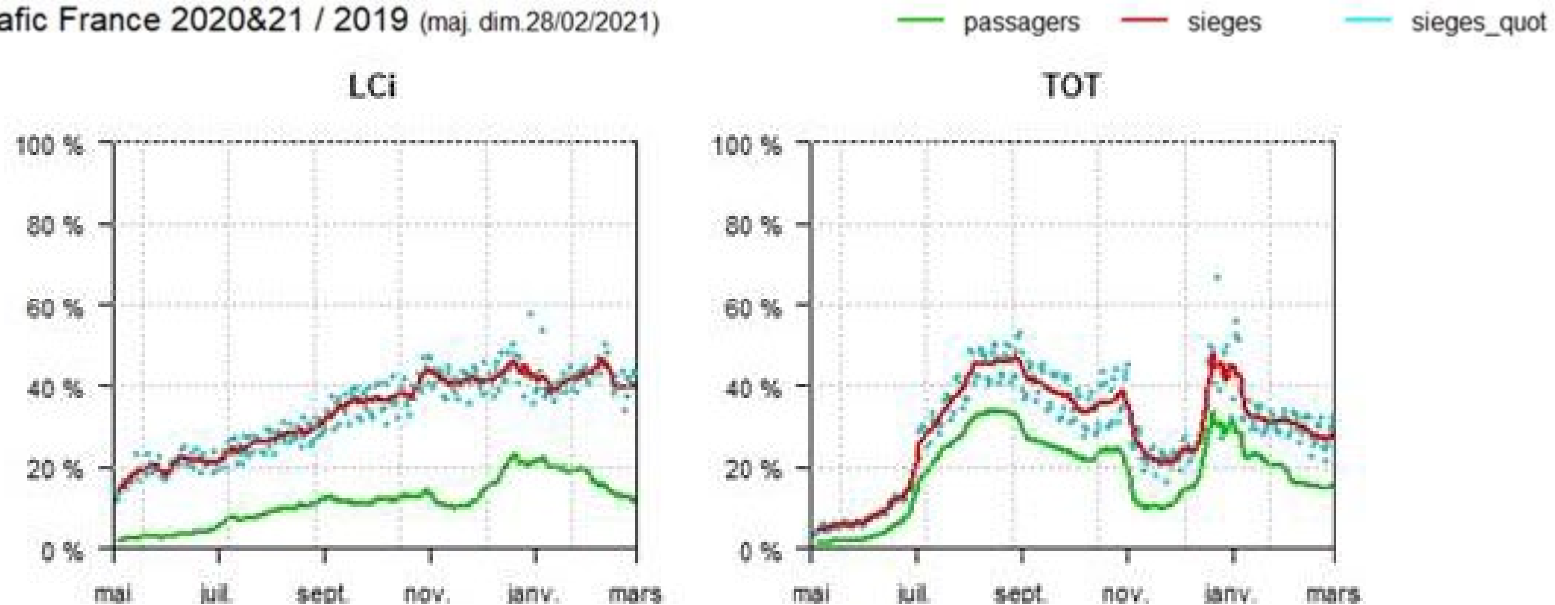 afic France 2020&21 / 2019 (maj. dim.28/02/2021)
passagers sieges sieges_quot
LCi
100 %
80 %
60 %
40 %
20 %
0 %
mai juil. sept. nov. janv. mars
TOT
100 %
80 %
60 %
40 %
20 %
0 %
mai juil. sept. nov. janv. mars